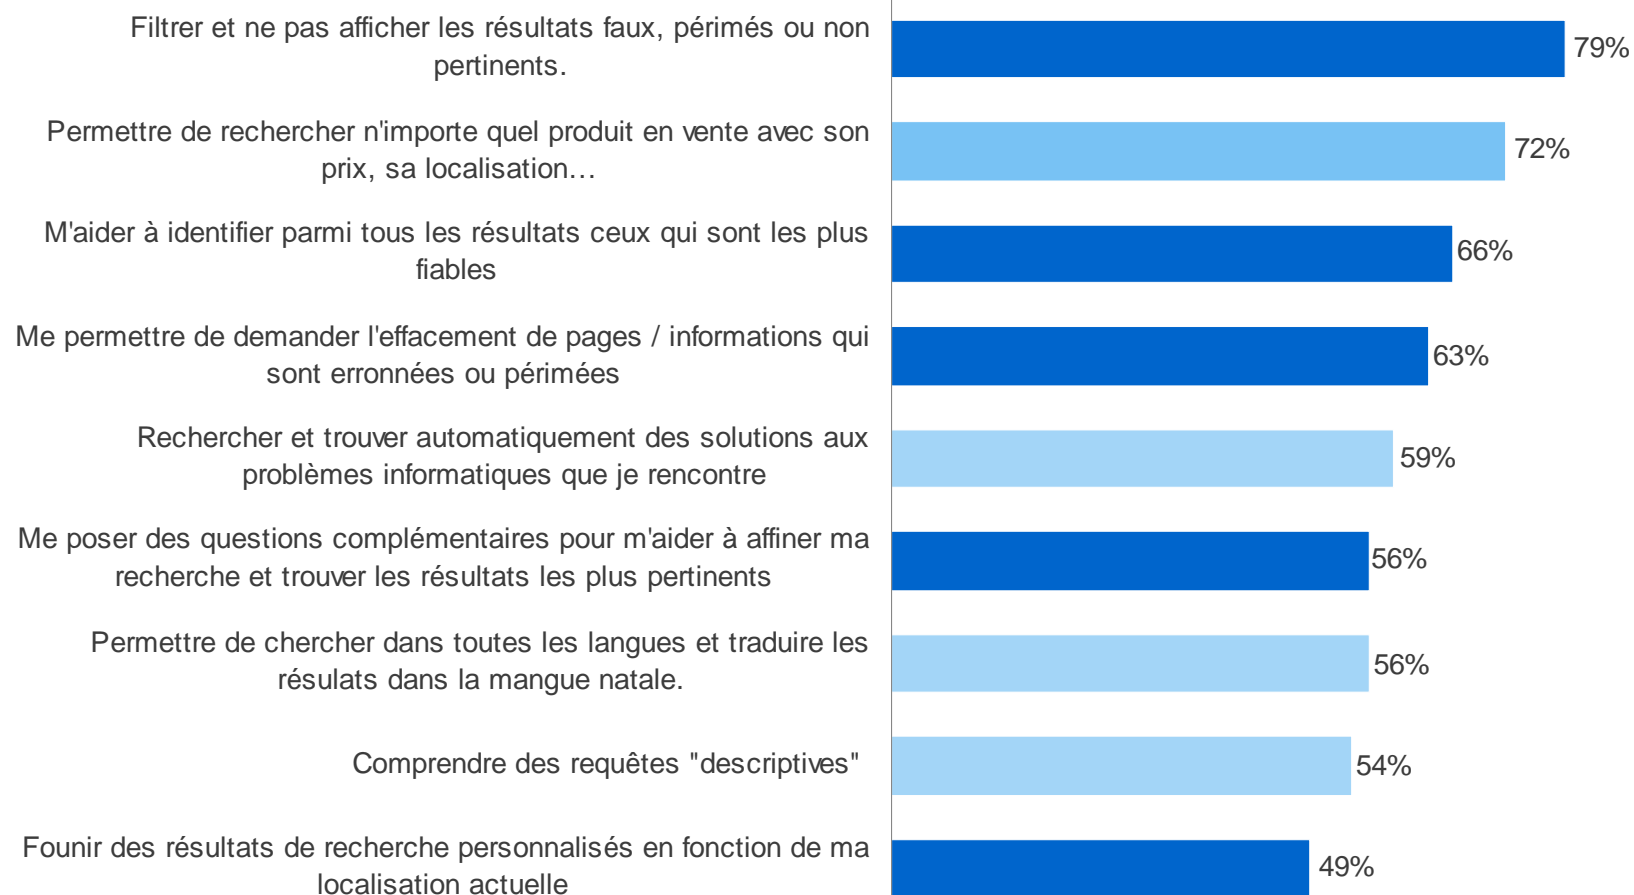 Filtrer et ne pas afficher les résultats faux, périmés ou non
pertinents.
79%
Permettre de rechercher n'importe quel produit en vente avec son
prix, sa localisation…
72%
M'aider à identifier parmi tous les résultats ceux qui sont les plus
fiables
66%
Me permettre de demander l'effacement de pages / informations qui
sont erronnées ou périmées
63%
Rechercher et trouver automatiquement des solutions aux
problèmes informatiques que je rencontre
59%
Me poser des questions complémentaires pour m'aider à affiner ma
recherche et trouver les résultats les plus pertinents
56%
Permettre de chercher dans toutes les langues et traduire les
résulats dans la mangue natale.
56%
Comprendre des requêtes "descriptives"
54%
Founir des résultats de recherche personnalisés en fonction de ma
localisation actuelle
49%